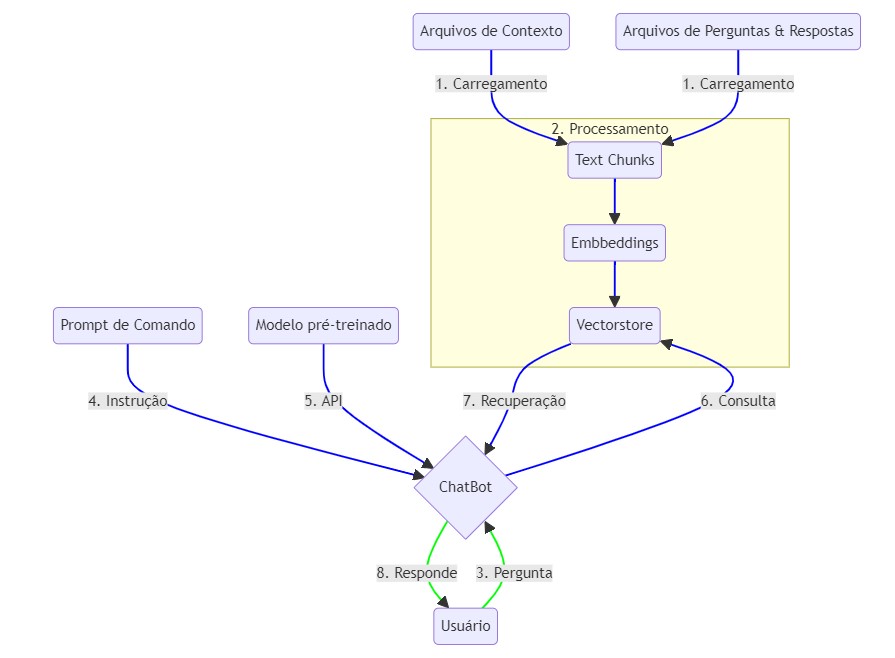 Arquivos de Contexto
Arquivos de Perguntas & Respostas
1. Carregamento
1. Carregamento
2. Processamento
Text Chunks
Embbeddings
Prompt de Comando
Modelo pré-treinado
Vectorstore
4. Instrução
5. API
7. Recuperação
6. Consulta
ChatBot
8. Responde
3. Pergunta
Usuário